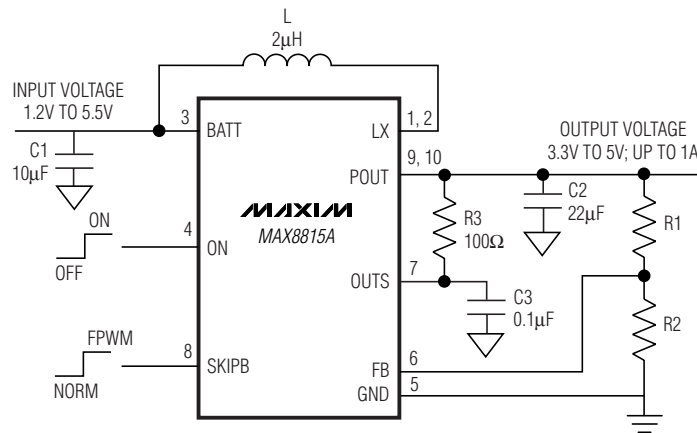 L
2μH
INPUT VOLTAGE
1.2V TO 5.5V
3
BATT
LX
1, 2
C1
10μF
OUTPUT VOLTAGE
3.3V TO 5V; UP TO 1A
9, 10
POUT
MAXIM
MAX8815A
R3
100Ω
C2
22μF
R1
ON
OFF
4
ON
7
OUTS
C3
0.1μF
R2
FPWM
NORM
8
SKIPB
6
FB
5
GND